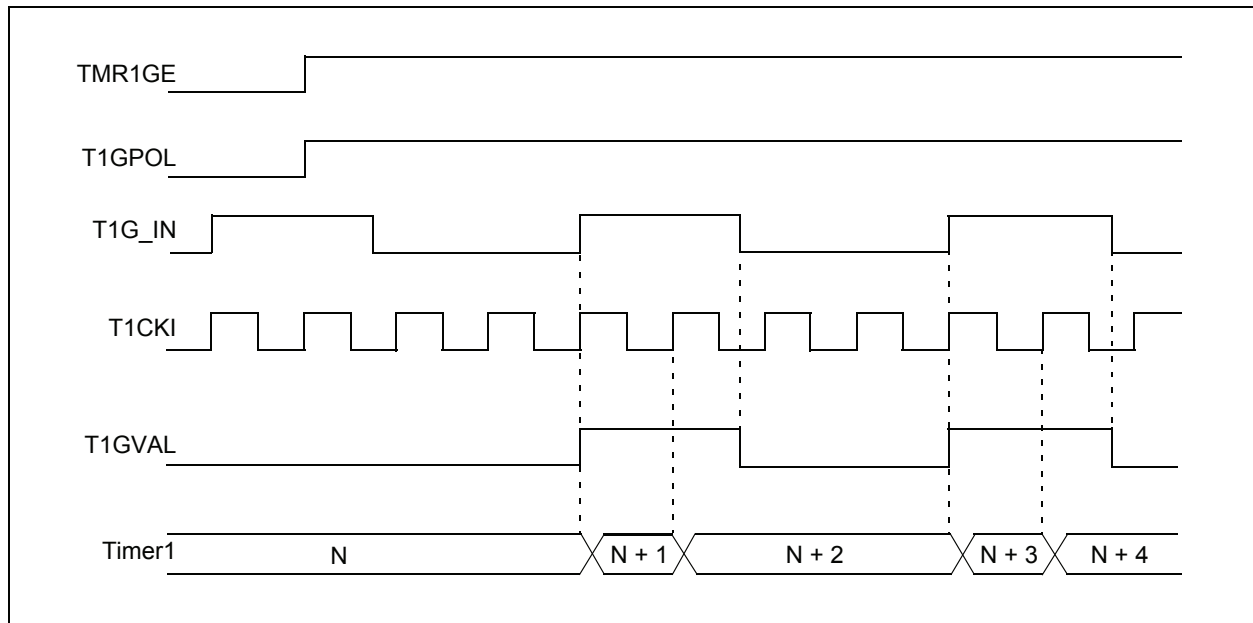 TMR1GE
T1GPOL
T1G_IN
T1CKI
T1GVAL
Timer1 N N + 1 N + 2 N + 3 N + 4